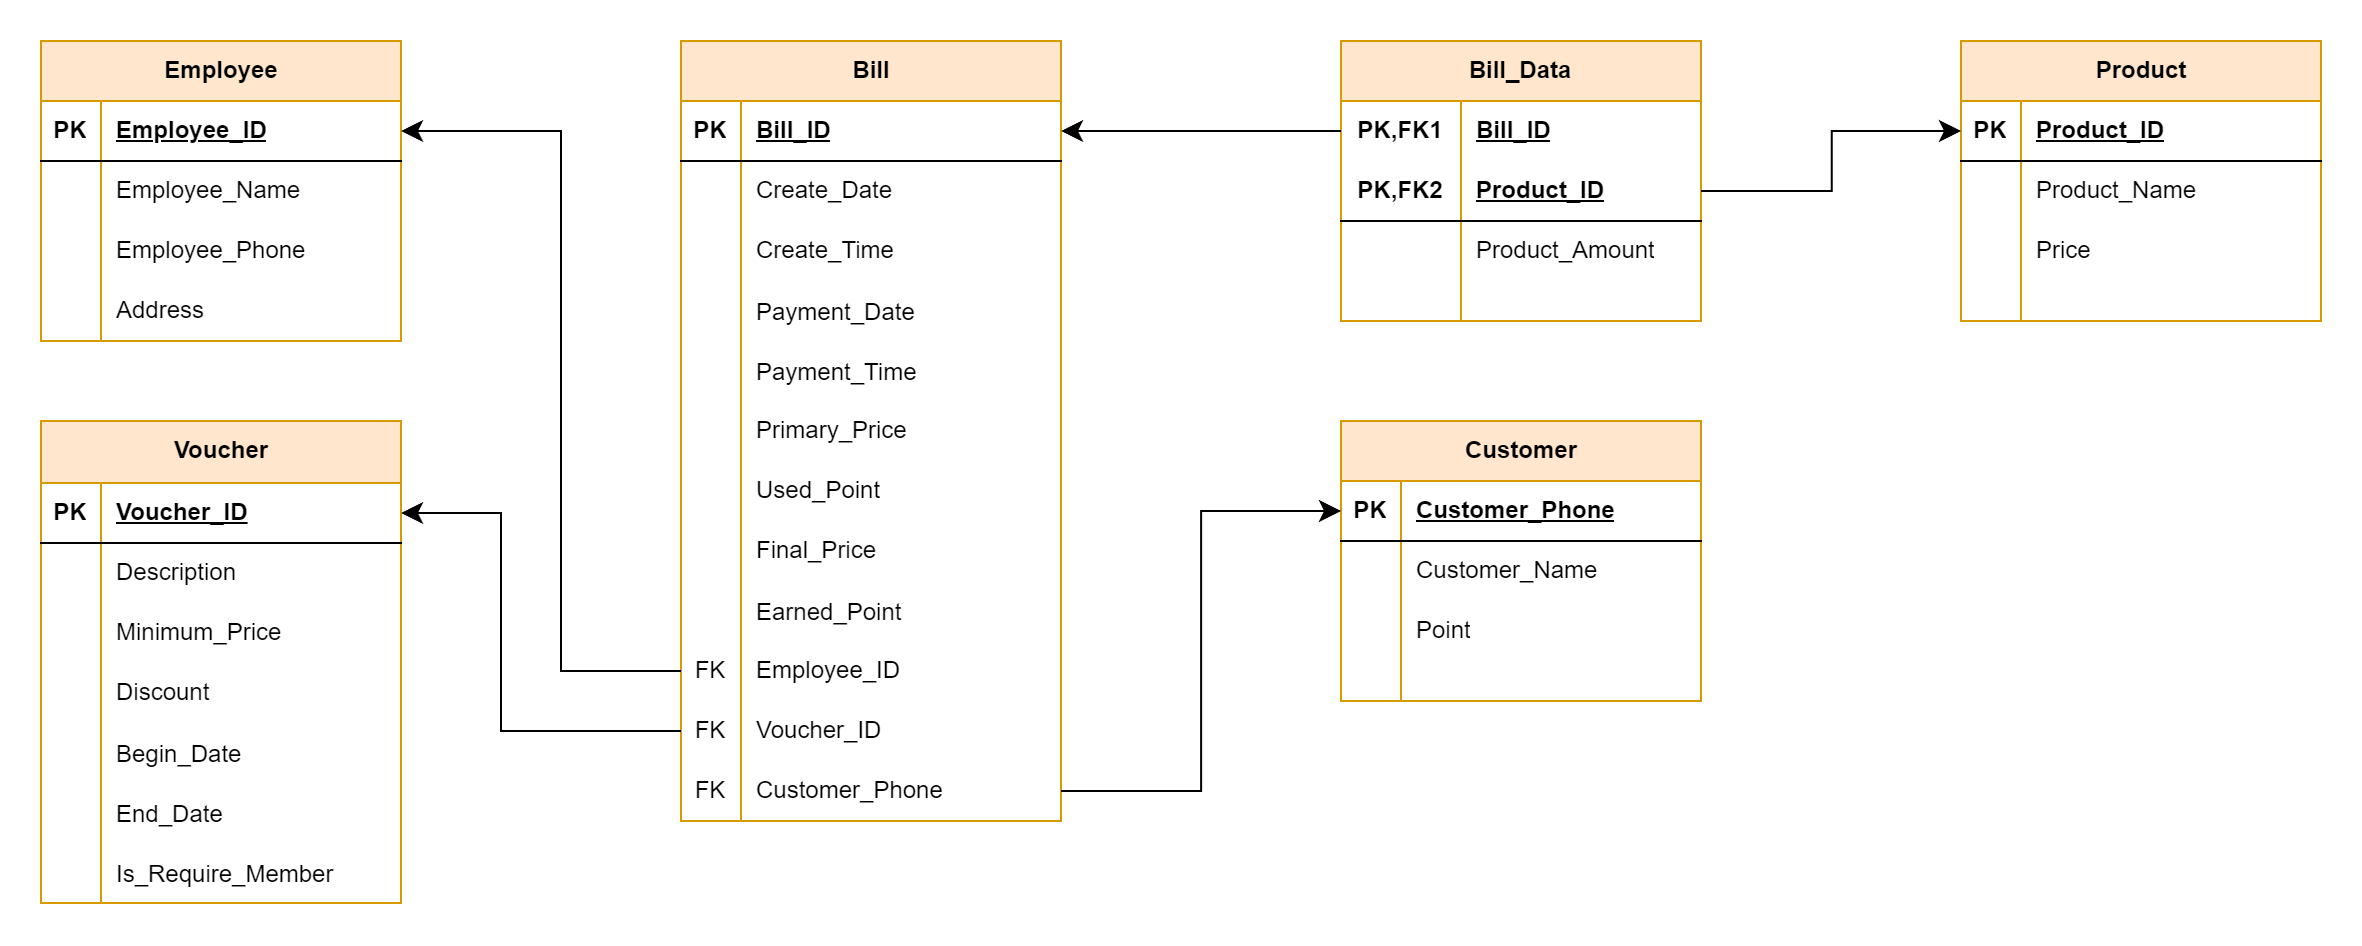 Employee
PK Employee_ID
Employee_Name
Employee_Phone
Address
Voucher
PK Voucher_ID
Description
Minimum_Price
Discount
Begin_Date
End_Date
Is_Require_Member
Bill
PK Bill_ID
Create_Date
Create_Time
Payment_Date
Payment_Time
Primary_Price
Used_Point
Final_Price
Earned_Point
FK Employee_ID
FK Voucher_ID
FK Customer_Phone
Bill_Data
PK,FK1 Bill_ID
PK,FK2 Product_ID
Product_Amount
Customer
PK Customer_Phone
Customer_Name
Point
Product
PK Product_ID
Product_Name
Price